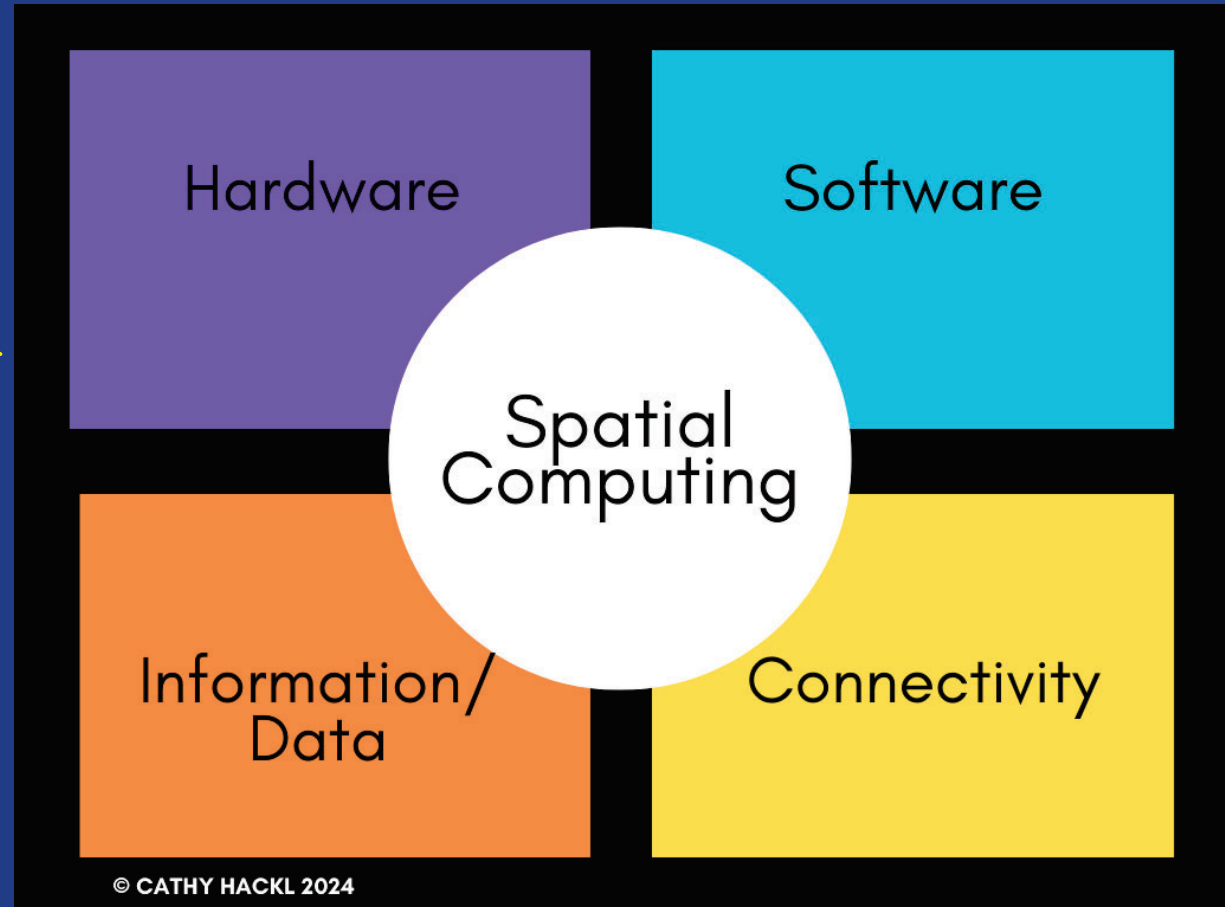 Hardware
Software
Spatial
Computing
Information/
Data
Connectivity
© CATHY HACKL 2024